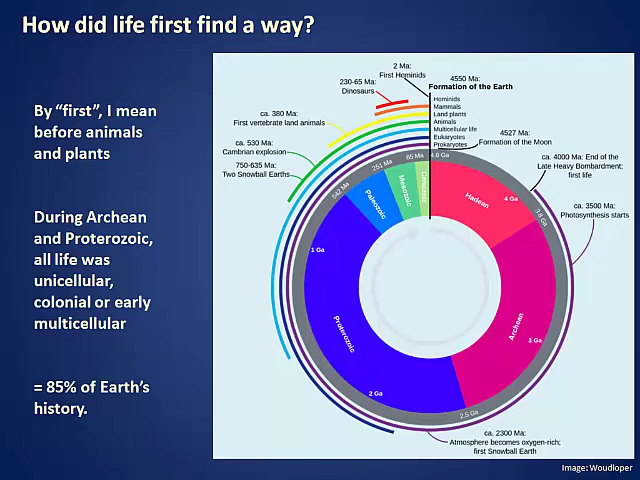 How did life first find a way?
By “first”, I mean
before animals
and plants
During Archean
and Proterozoic,
all life was
unicellular,
colonial or early
multicellular
= 85% of Earth’s
history.
2 Ma:
First Hominids
230-65 Ma:
Dinosaurs
ca. 380 Ma:
First vertebrate land animals
ca. 530 Ma:
Cambrian explosion
750-635 Ma:
Two Snowball Earths
4550 Ma:
Formation of the Earth
Hominids
Mammals
Land plants
Animals
Multicellular life
Eukaryotes
Prokaryotes
4527 Ma:
Formation of the Moon
ca. 4000 Ma: End of the
Late Heavy Bombardment;
first life
ca. 3500 Ma:
Photosynthesis starts
4.6 Ga
65 Ma
251 Ma
542 Ma
Cenozoic
Mesozoic
Paleozoic
Hadean
4 Ga
3.8 Ga
1 Ga
Proterozoic
Archean
3 Ga
2 Ga
2.5 Ga
ca. 2300 Ma:
Atmosphere becomes oxygen-rich;
first Snowball Earth
Image: Woudloper